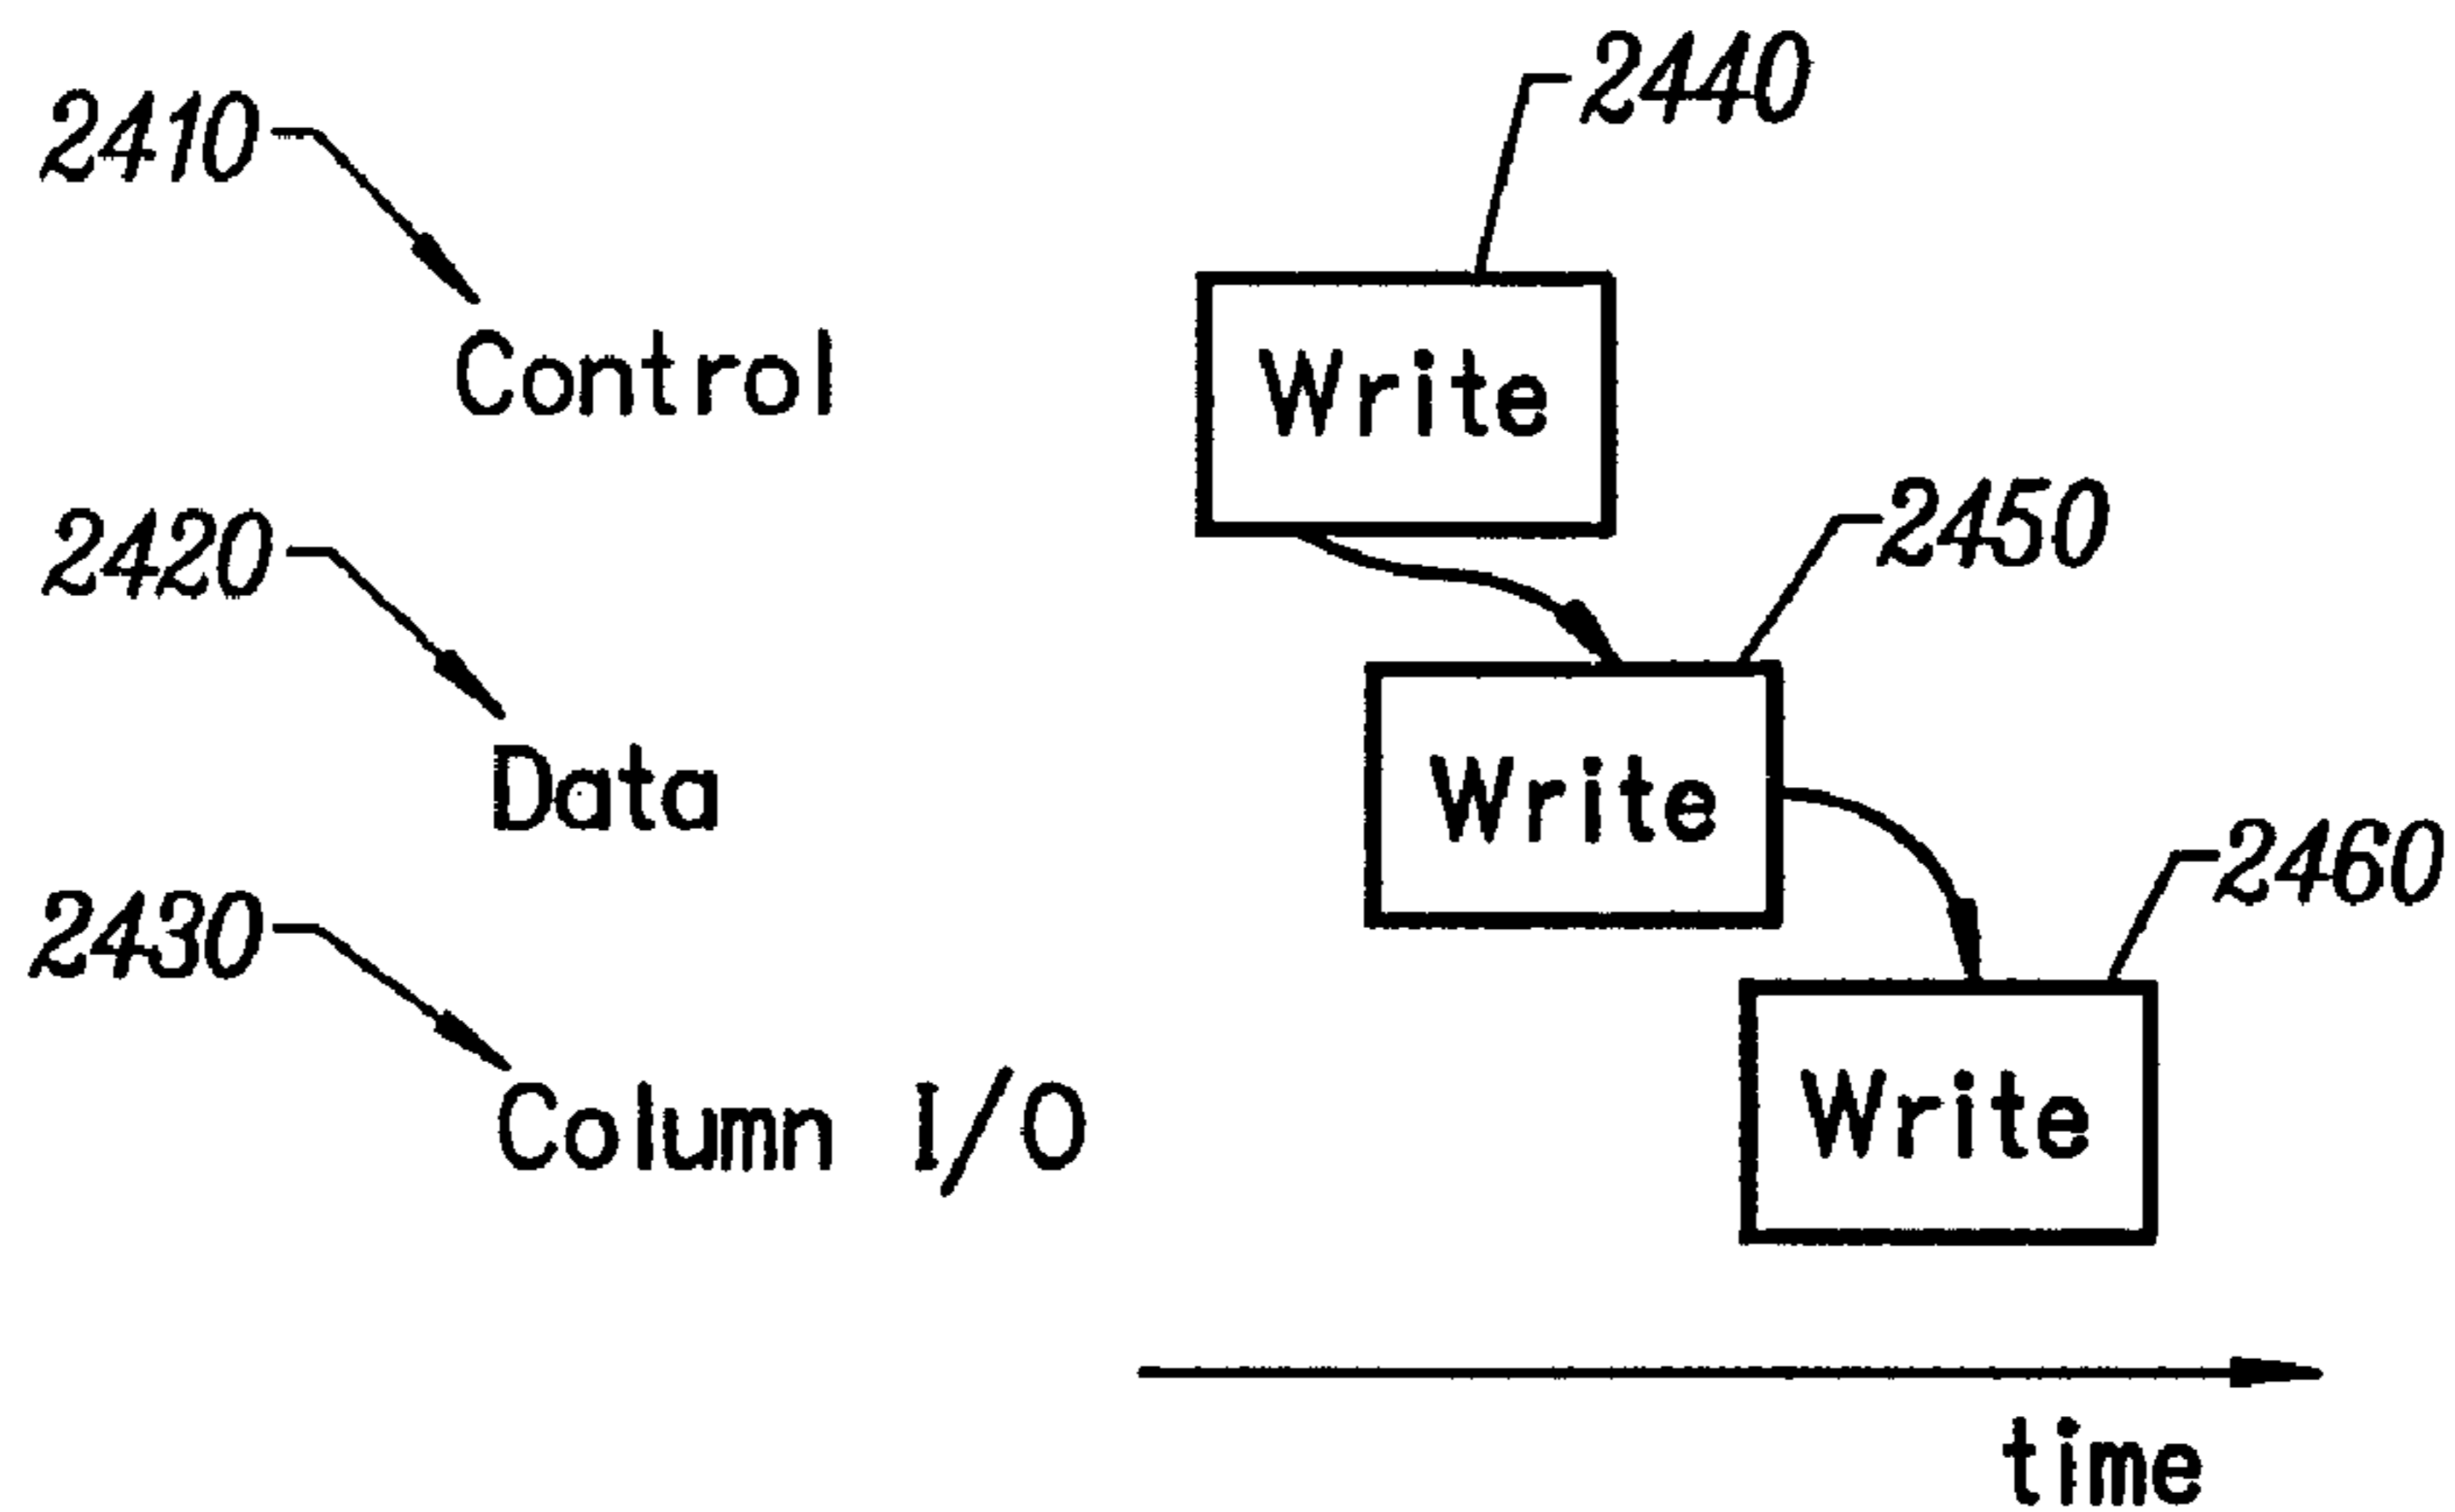 2440
2410
Control
Write
2450
2420
Data
Write
2460
2430
Column I/O
Write
time